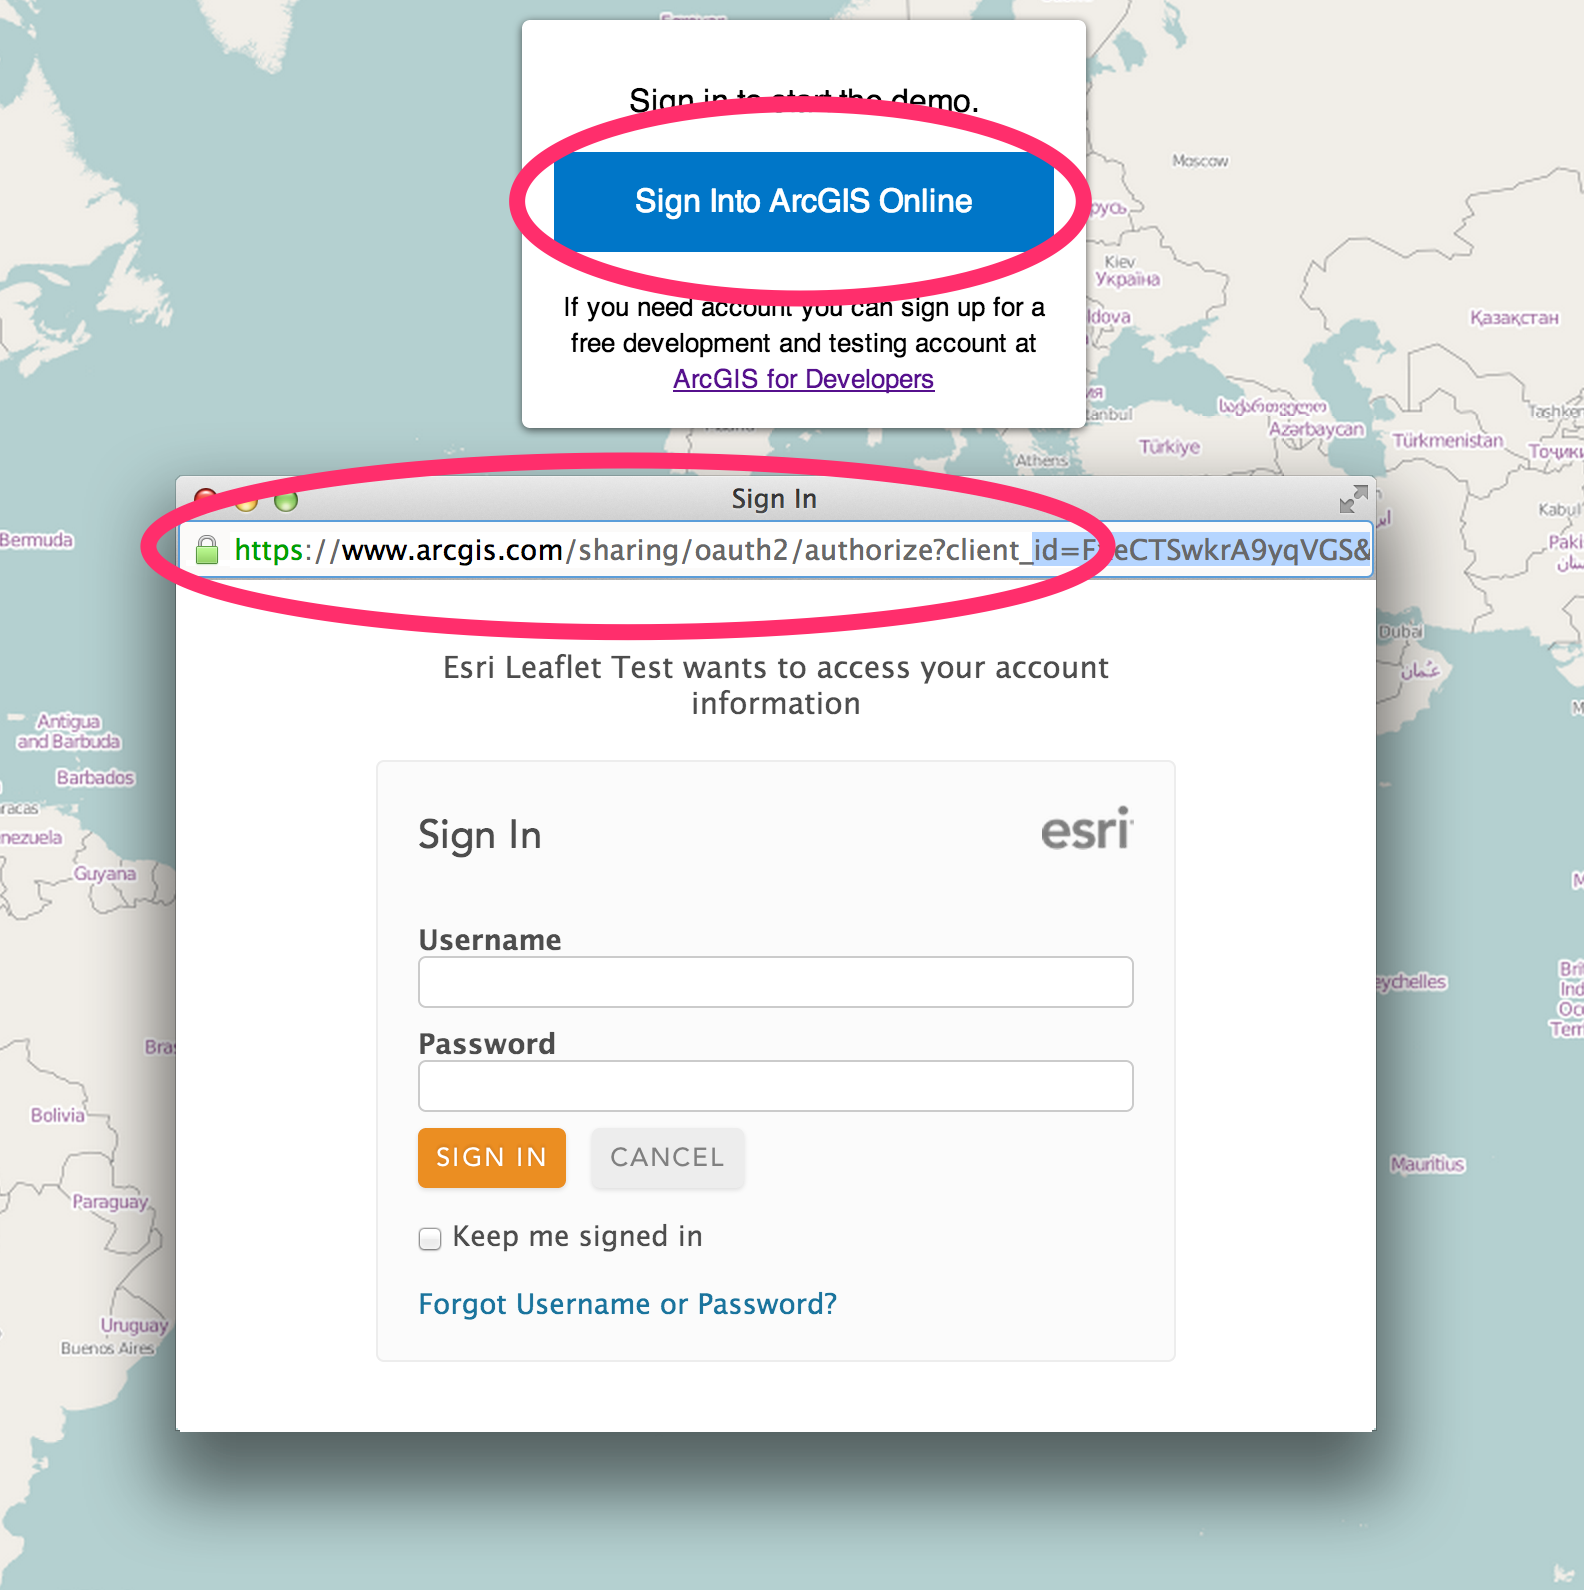 Sign in to start the demo.
Sign Into ArcGIS Online
If you need account you can sign up for a
free development and testing account at
ArcGIS for Developers
Moscow
Kiev
Україна
Қазақстан
საქართველო
Azərbaycan
Türkiye
Türkmenistan
Athens
Sign In
https://www.arcgis.com/sharing/oauth2/authorize?client_id=
eCTSwkrA9yqVGS&
Bermuda
Dubai
عُمان
Esri Leaflet Test wants to access your account
information
Antigua
and Barbuda
Barbados
Sign In
esri
Guyana
Username
Password
SIGN IN
CANCEL
Keep me signed in
Forgot Username or Password?
Bolivia
Paraguay
Uruguay
Buenos Aires
Mauritius